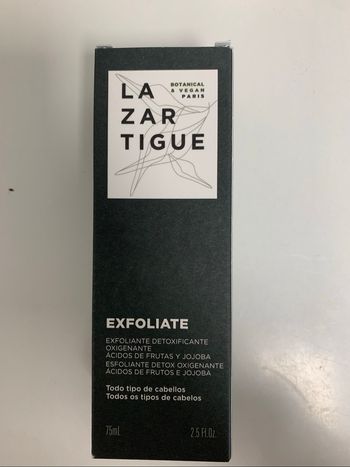 LA
ZAR
TIGUE
BOTANICAL
& VEGAN
PARIS
EXFOLIATE
EXFOLIANTE DETOXIFICANTE
OXIGENANTE
ÁCIDOS DE FRUTAS Y JOJOBA
ESFOLIANTE DETOX OXIGENANTE
ÁCIDOS DE FRUTOS E JOJOBA
Todo tipo de cabellos
Todos os tipos de cabelos
75mL 2.5 Fl.Oz.